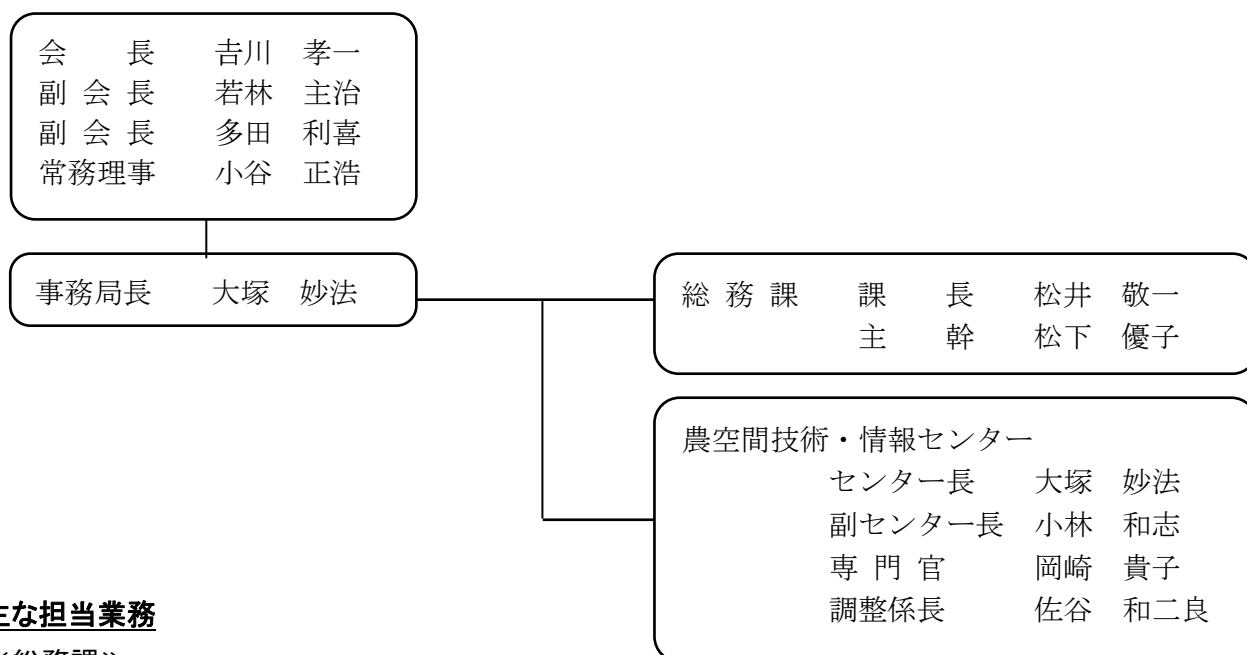 会　　長　　吉川　孝一
副 会 長　　若林　主治
副 会 長　　多田　利喜
常務理事　　小谷　正浩
事務局長　　大塚　妙法
総 務 課　　課　　長　　松井　敬一
主　　幹　　松下　優子
農空間技術・情報センター
センター長　大塚　妙法
副センター長　小林　和志
専 門 官　　岡崎　貴子
調整係長　　佐谷　和二良
主な担当業務
≪総務課≫